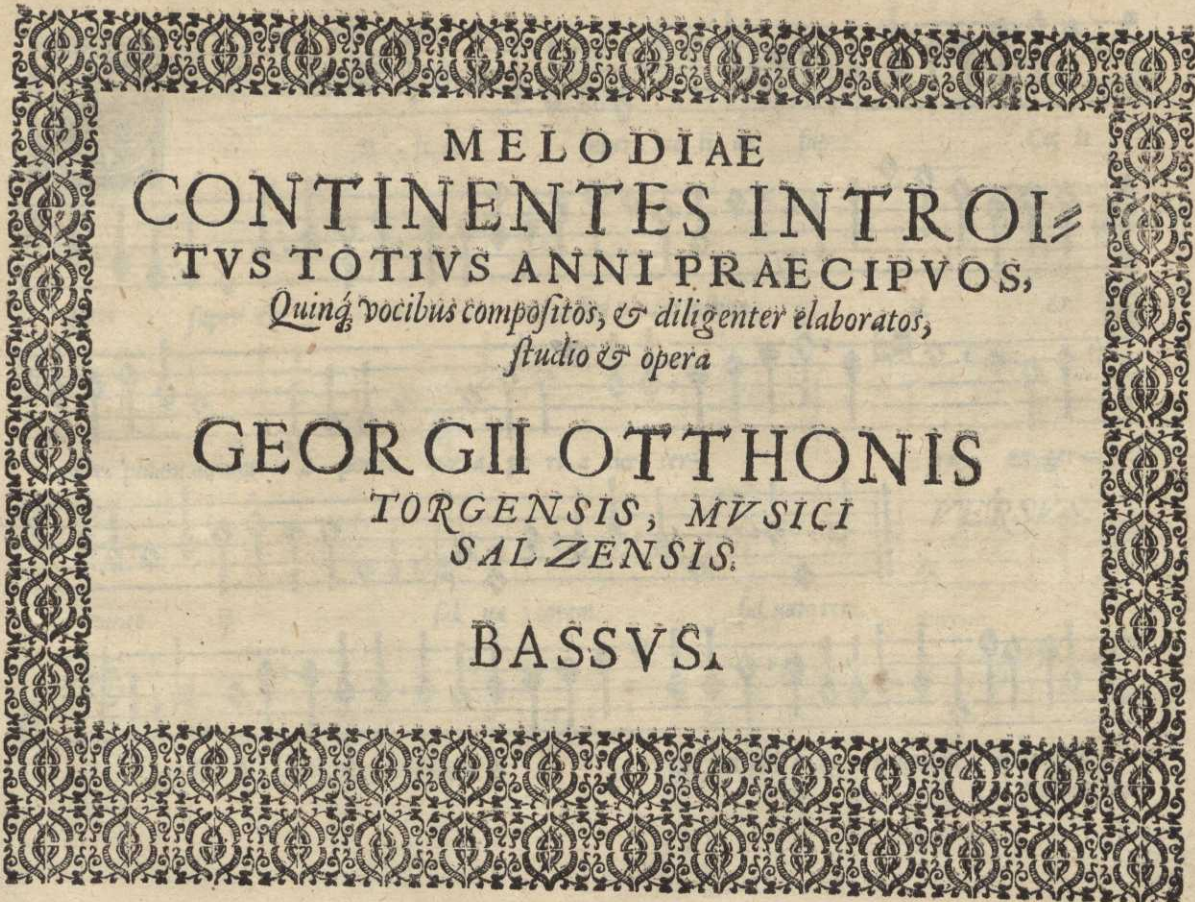 MELODIAE
CONTINENTES INTROI⸗
TVS TOTIVS ANNI PRAECIPVOS,
Quinq́ꝫ vocibus compoſitos, & diligenter elaboratos,
ſtudio & opera
GEORGII OTTHONIS
TORGENSIS, MVSICI
SALZENSIS.
BASSVS.